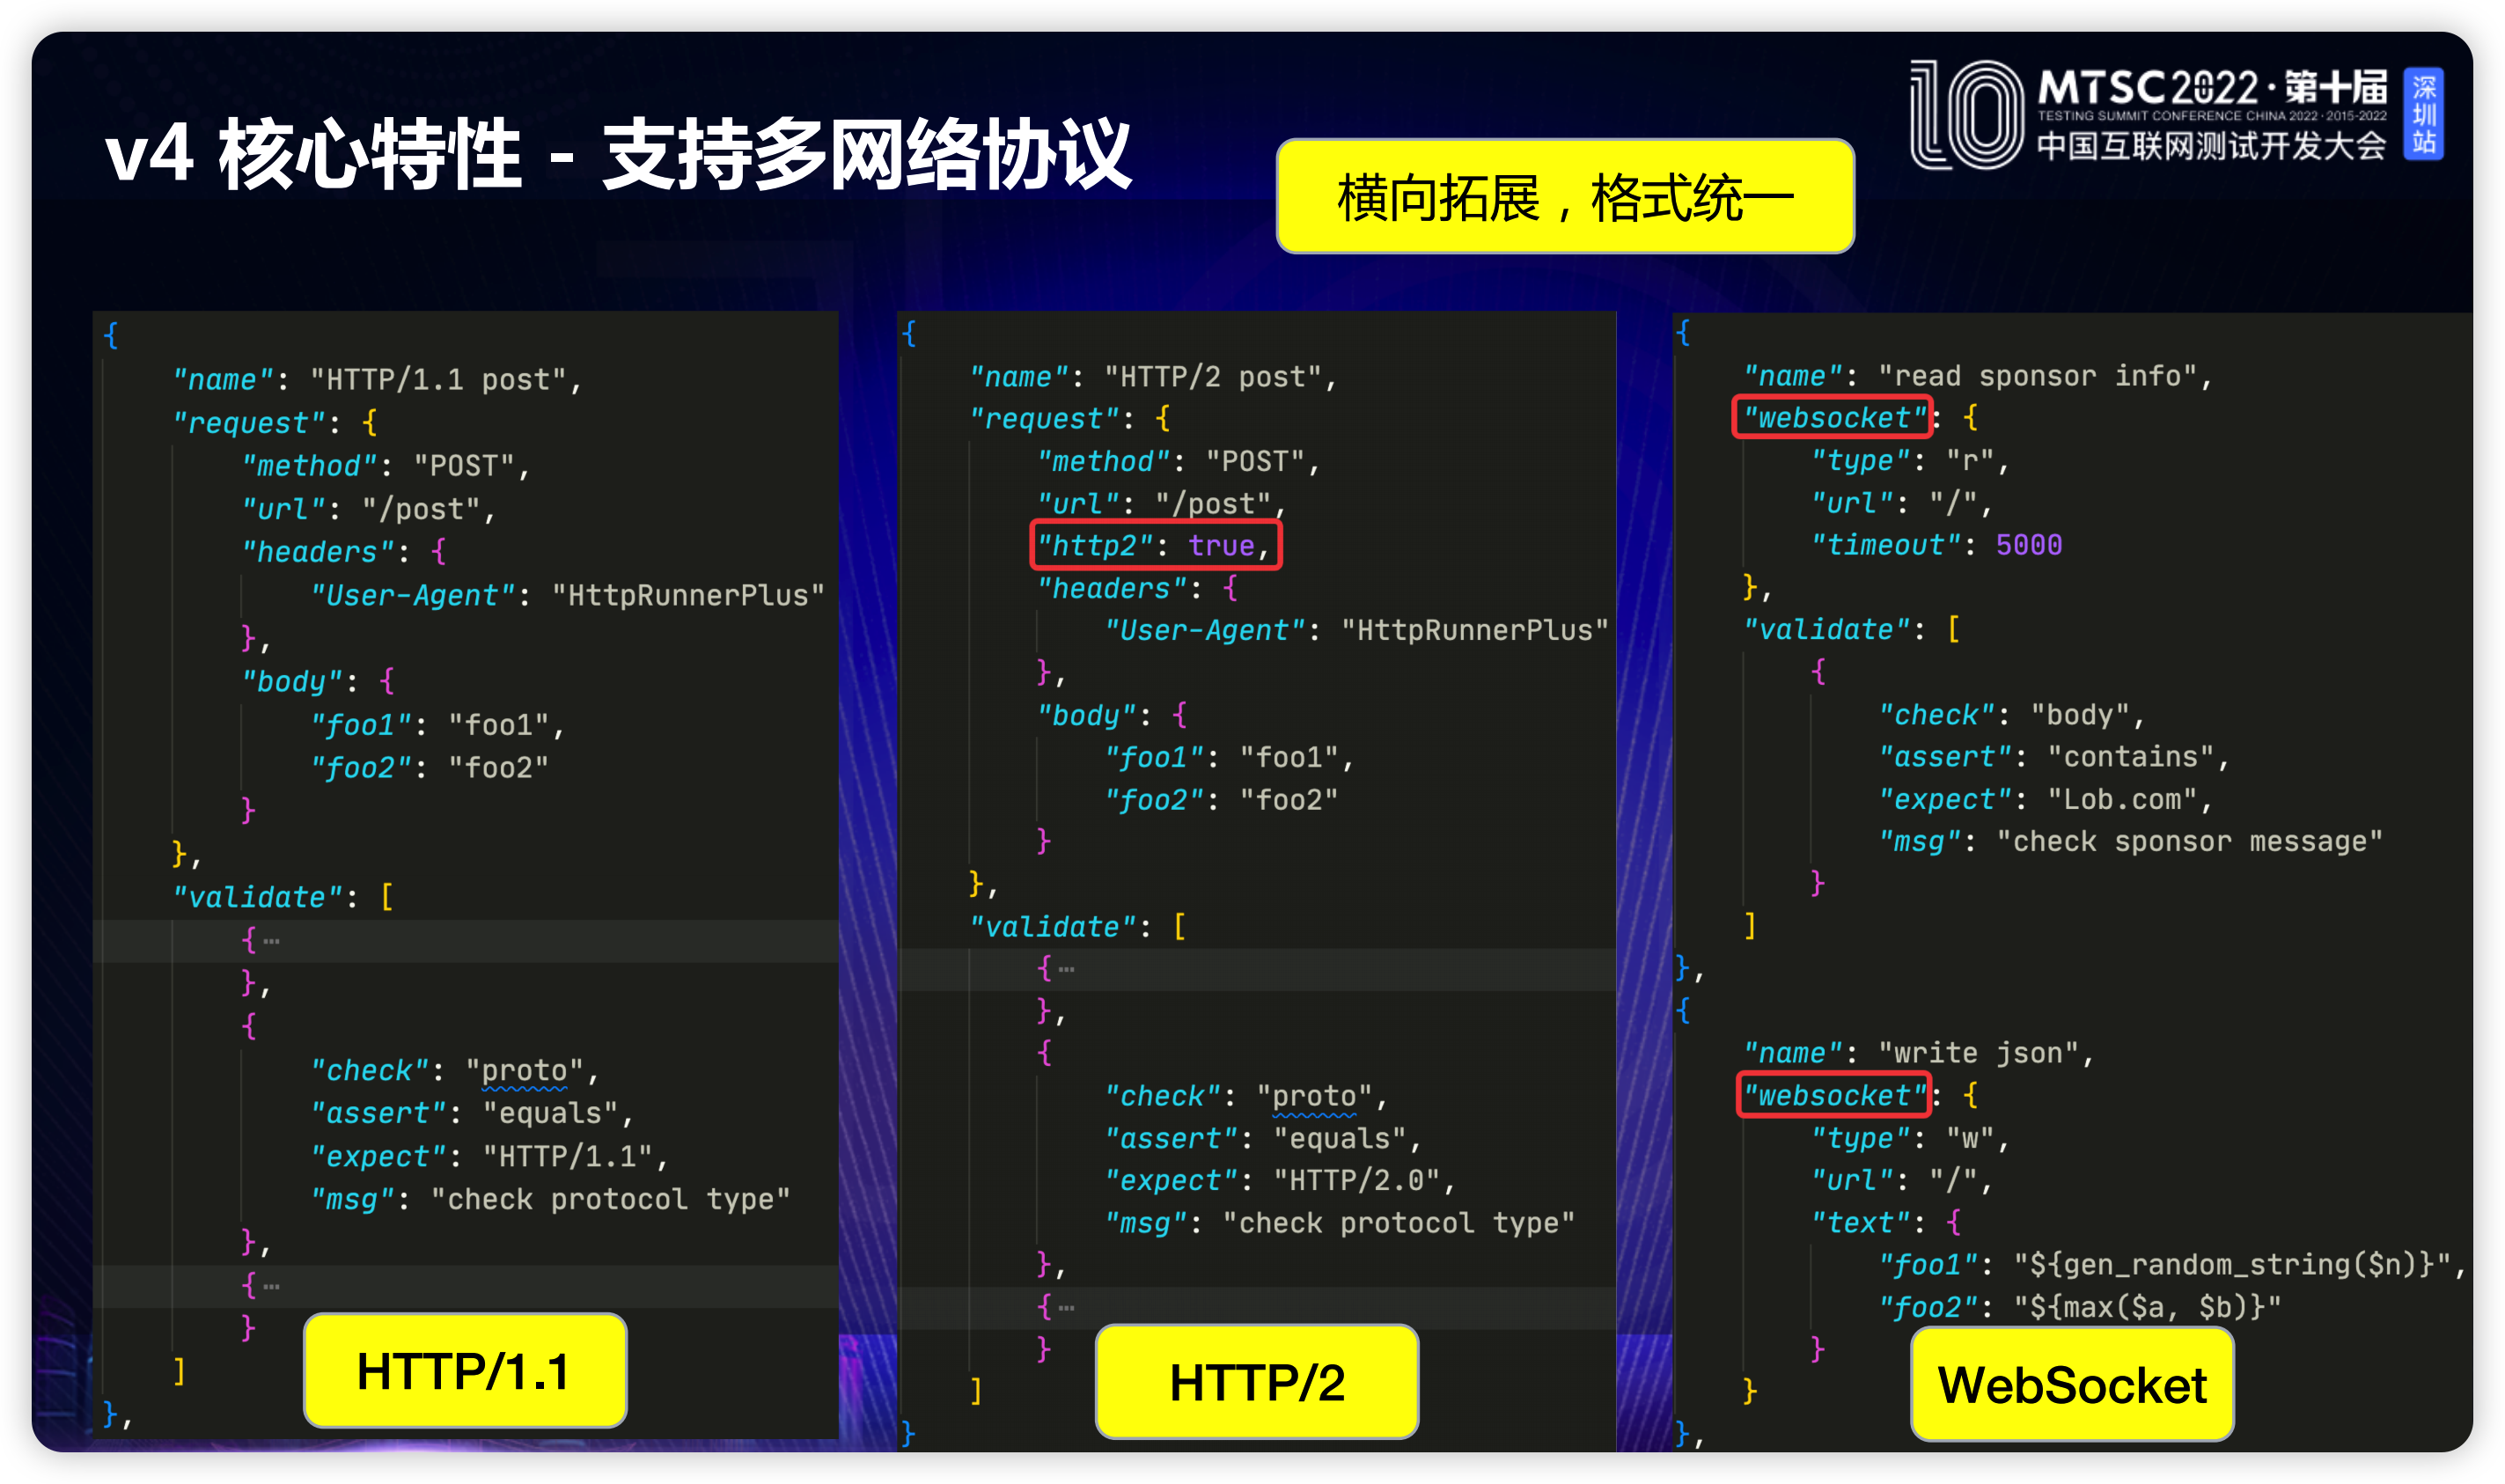 v4 核心特性 - 支持多网络协议
横向拓展，格式统一
10
MTSC2022·第十届
TESTING SUMMIT CONFERENCE CHINA 2022·2015-2022
中国互联网测试开发大会
深圳站
{
"name": "HTTP/1.1 post",
"request": {
"method": "POST",
"url": "/post",
"headers": {
"User-Agent": "HttpRunnerPlus"
},
"body": {
"foo1": "foo1",
"foo2": "foo2"
}
},
"validate": [
{…
},
{
"check": "proto",
"assert": "equals",
"expect": "HTTP/1.1",
"msg": "check protocol type"
},
{…
}
]
},
HTTP/1.1
{
"name": "HTTP/2 post",
"request": {
"method": "POST",
"url": "/post",
"http2": true,
"headers": {
"User-Agent": "HttpRunnerPlus"
},
"body": {
"foo1": "foo1",
"foo2": "foo2"
}
},
"validate": [
{…
},
{
"check": "proto",
"assert": "equals",
"expect": "HTTP/2.0",
"msg": "check protocol type"
},
{…
}
]
}
HTTP/2
{
"name": "read sponsor info",
"websocket": {
"type": "r",
"url": "/",
"timeout": 5000
},
"validate": [
{
"check": "body",
"assert": "contains",
"expect": "Lob.com",
"msg": "check sponsor message"
}
]
},
{
"name": "write json",
"websocket": {
"type": "w",
"url": "/",
"text": {
"foo1": "${gen_random_string($n)}",
"foo2": "${max($a, $b)}"
}
}
},
WebSocket